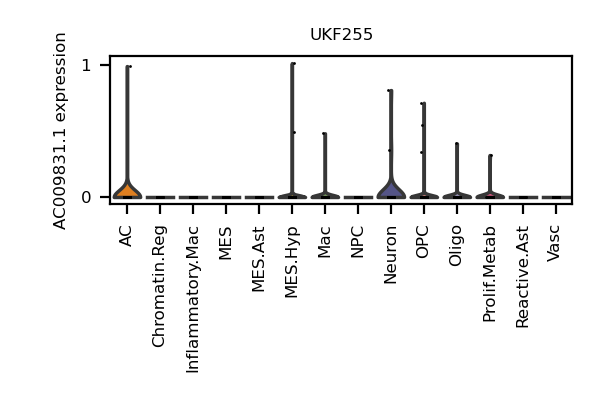 UKF255
AC009831.1 expression
1
0
AC
Chromatin.Reg
Inflammatory.Mac
MES
MES.Ast
MES.Hyp
Mac
NPC
Neuron
OPC
Oligo
Prolif.Metab
Reactive.Ast
Vasc